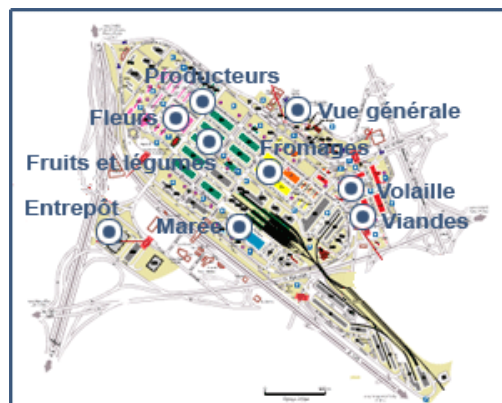 Producteurs
Vue générale
Fleurs
Fromages
Fruits et légumes
Volaille
Entrepôt
Marée
Viandes